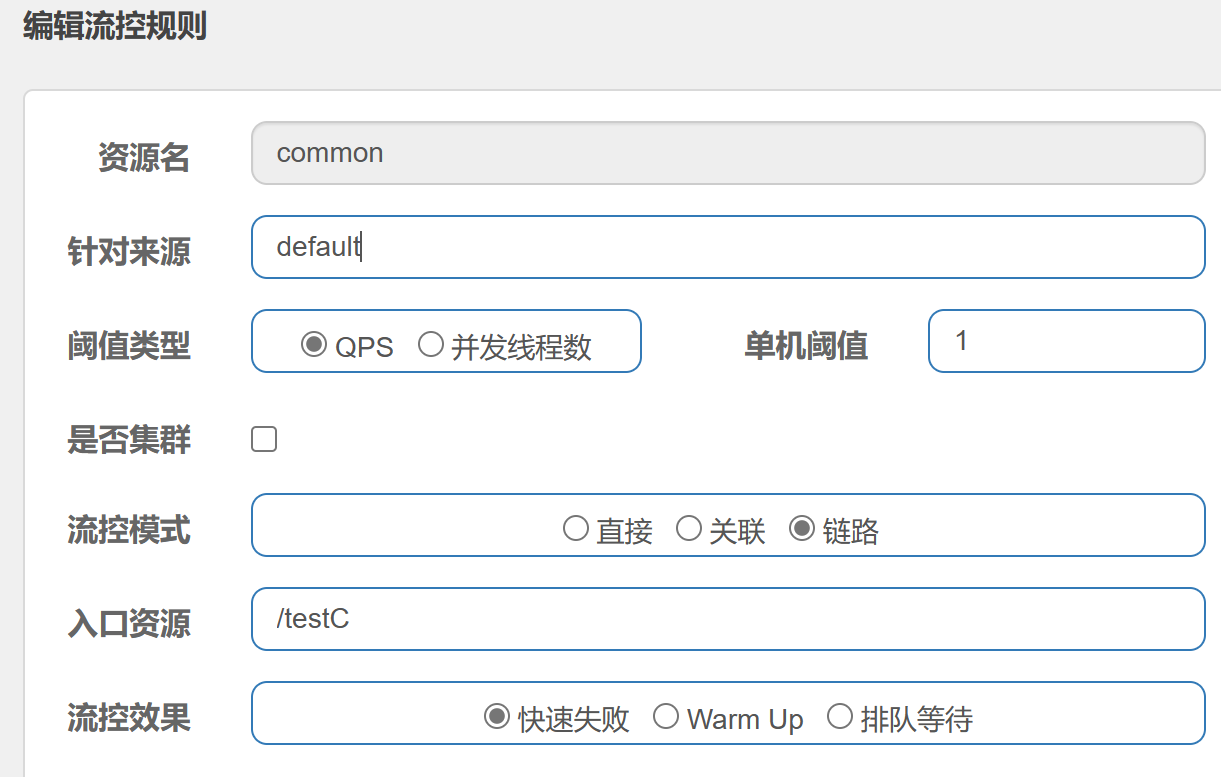 编辑流控规则
资源名 common
针对来源 default
阈值类型 QPS 并发线程数 单机阈值 1
是否集群
流控模式 直接 关联 链路
入口资源 /testC
流控效果 快速失败 Warm Up 排队等待